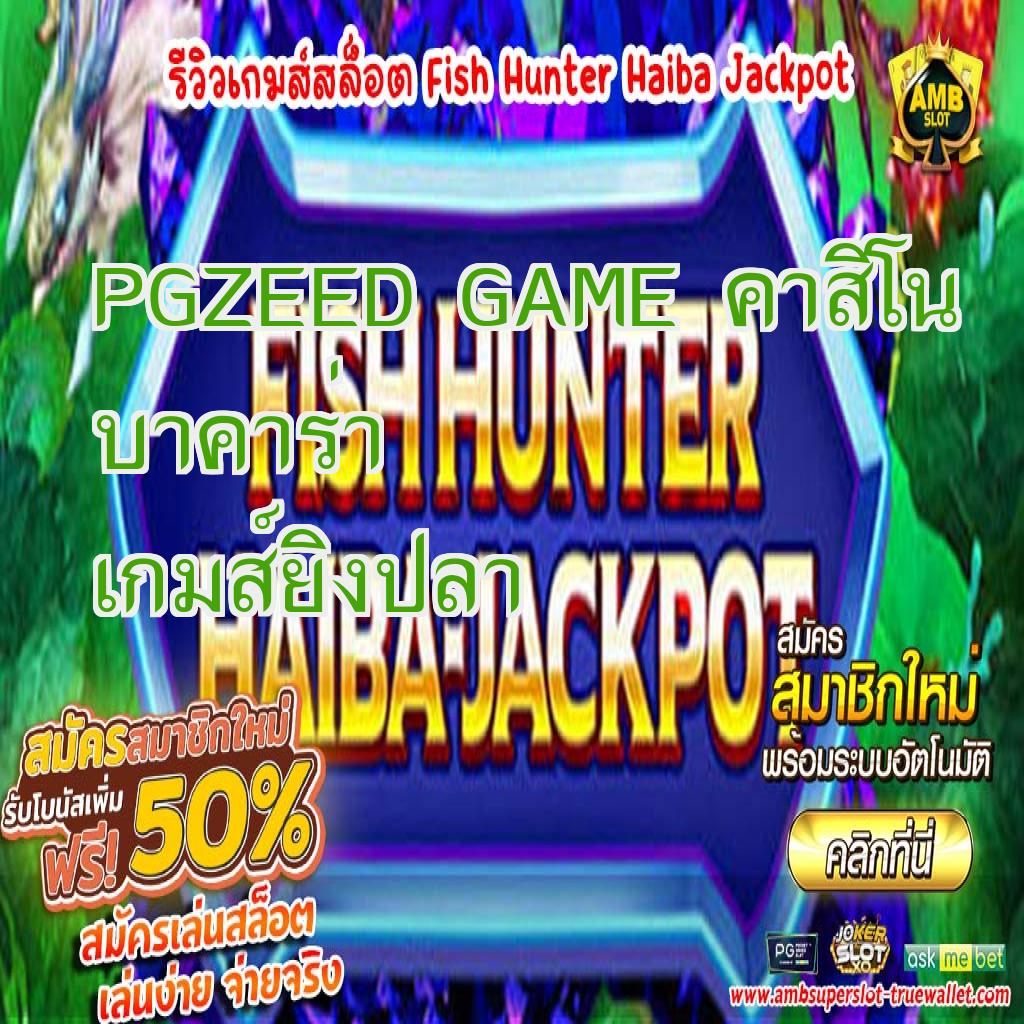 รีวิวเกมส์สล็อต Fish Hunter Haiba Jackpot
AMB
SLOT
PGZEED GAME คาสิโน
FISH HUNTER
บาคาร่า
เกมส์ยิงปลา
HAIBA JACKPOT
สมัคร
สมาชิกใหม่
พร้อมระบบอัตโนมัติ
คลิกที่นี่
สมัครสมาชิกใหม่
รับโบนัสเพิ่ม
ฟรี! 50%
สมัครเล่นสล็อต
เล่นง่าย จ่ายจริง
PG
JOKER
SLOT
XO
ask me bet
www.ambsuperslot-truewallet.com